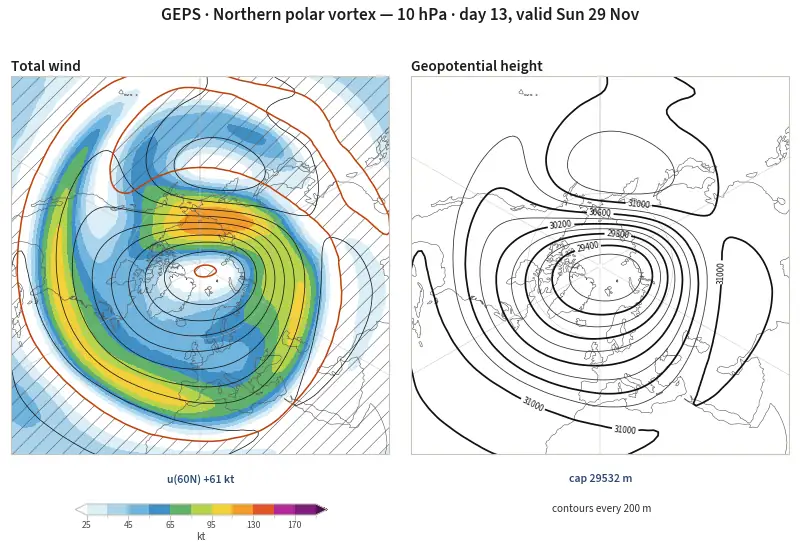 GEPS · Northern polar vortex — 10 hPa · day 13, valid Sun 29 Nov
Total wind
Geopotential height
31000
30600
30200
29800
29400
31000
31000
31000
u(60N) +61 kt
cap 29532 m
contours every 200 m
25 45 65 95 130 170
kt